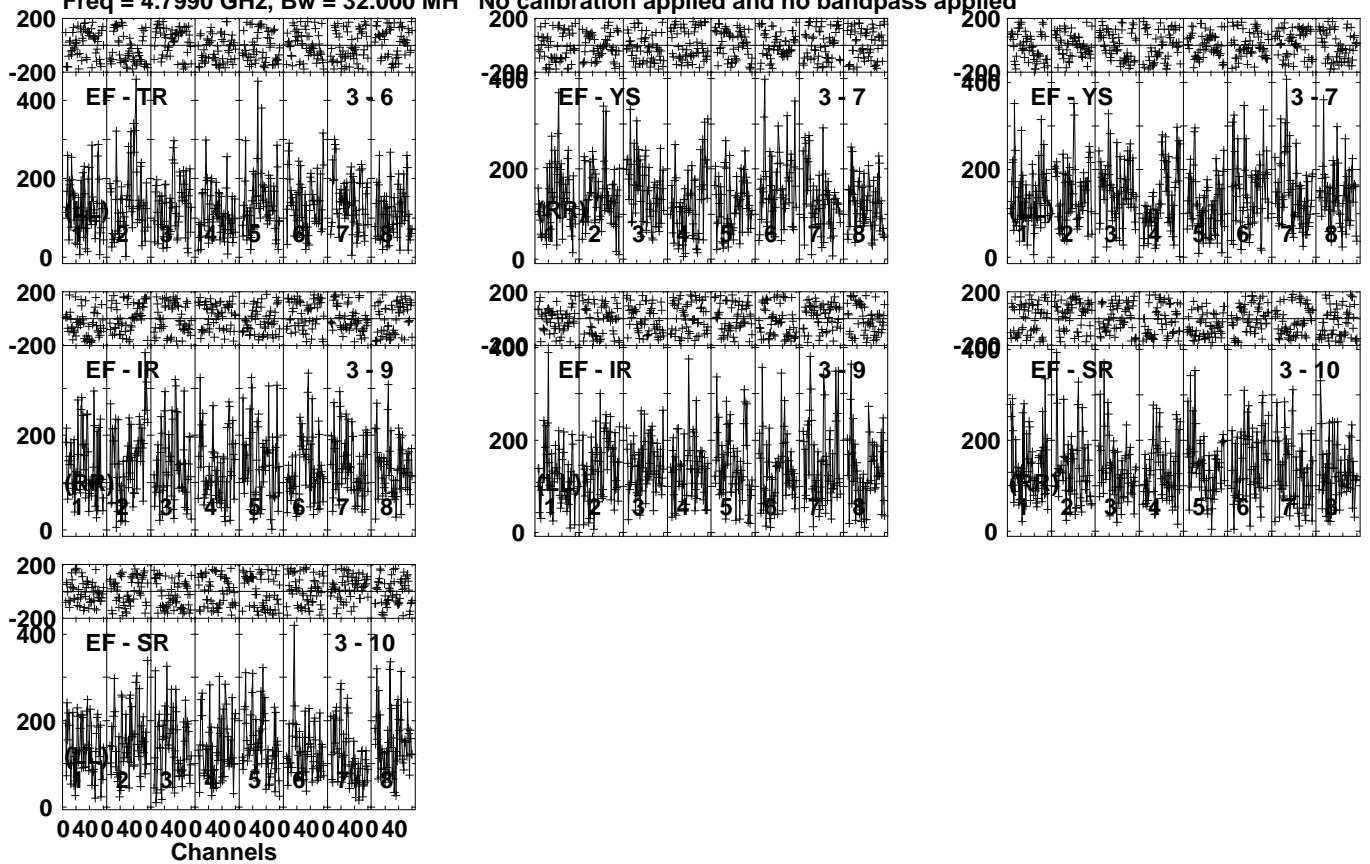 Freq = 4.7990 GHz, Bw = 32.000 MH No calibration applied and no bandpass applied
200
-200
400
200
0
EF - TR 3 - 6
(LL)
1 2 3 4 5 6 7 8
200
-200
400
200
0
EF - YS 3 - 7
(RR)
1 2 3 4 5 6 7 8
200
-200
400
200
0
EF - YS 3 - 7
(LL)
1 2 3 4 5 6 7 8
200
-200
200
0
EF - IR 3 - 9
(RR)
1 2 3 4 5 6 7 8
200
-200
400
200
0
EF - IR 3 - 9
(LL)
1 2 3 4 5 6 7 8
200
-200
400
200
0
EF - SR 3 - 10
(RR)
1 2 3 4 5 6 7 8
200
-200
400
200
0
EF - SR 3 - 10
(LL)
1 2 3 4 5 6 7 8
0 40 0 40 0 40 0 40 0 40 0 40 0 40 0 40
Channels